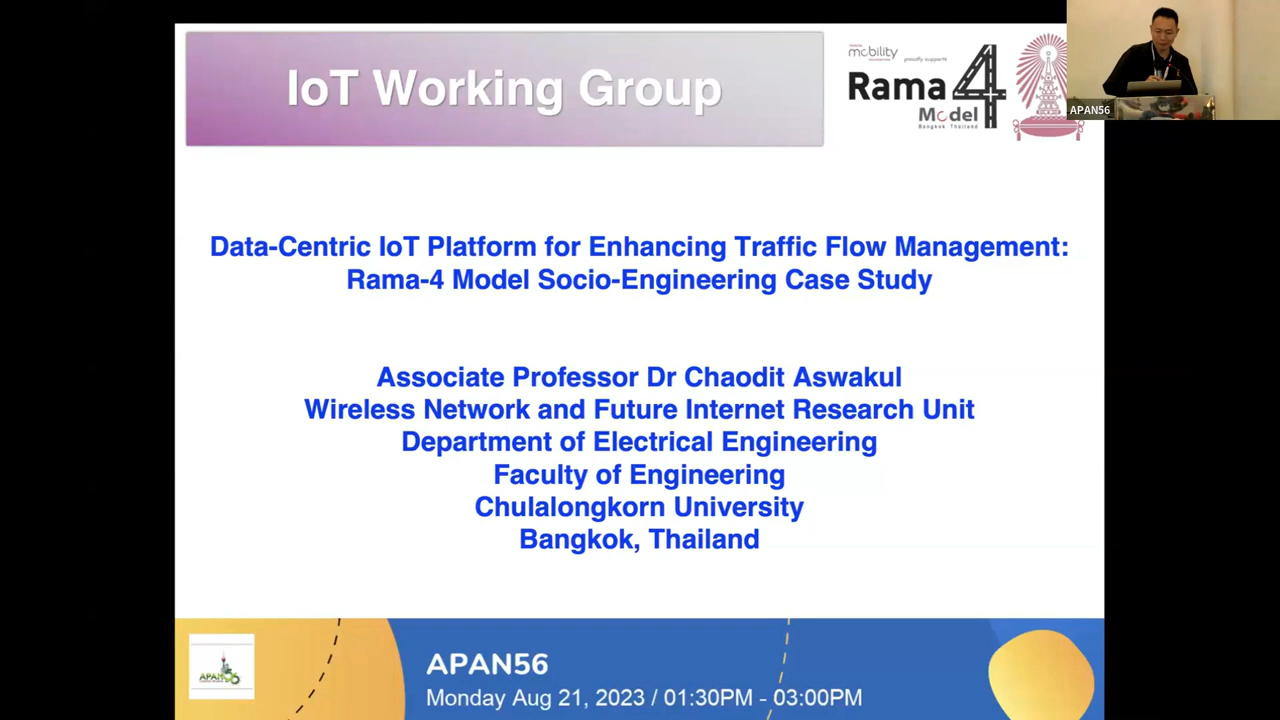 IoT Working Group
mobility
proudly supports
Rama 4
Model
Bangkok Thailand
APAN56
Data-Centric IoT Platform for Enhancing Traffic Flow Management:
Rama-4 Model Socio-Engineering Case Study
Associate Professor Dr Chaodit Aswakul
Wireless Network and Future Internet Research Unit
Department of Electrical Engineering
Faculty of Engineering
Chulalongkorn University
Bangkok, Thailand
APAN56
APAN56
Monday Aug 21, 2023 / 01:30PM - 03:00PM